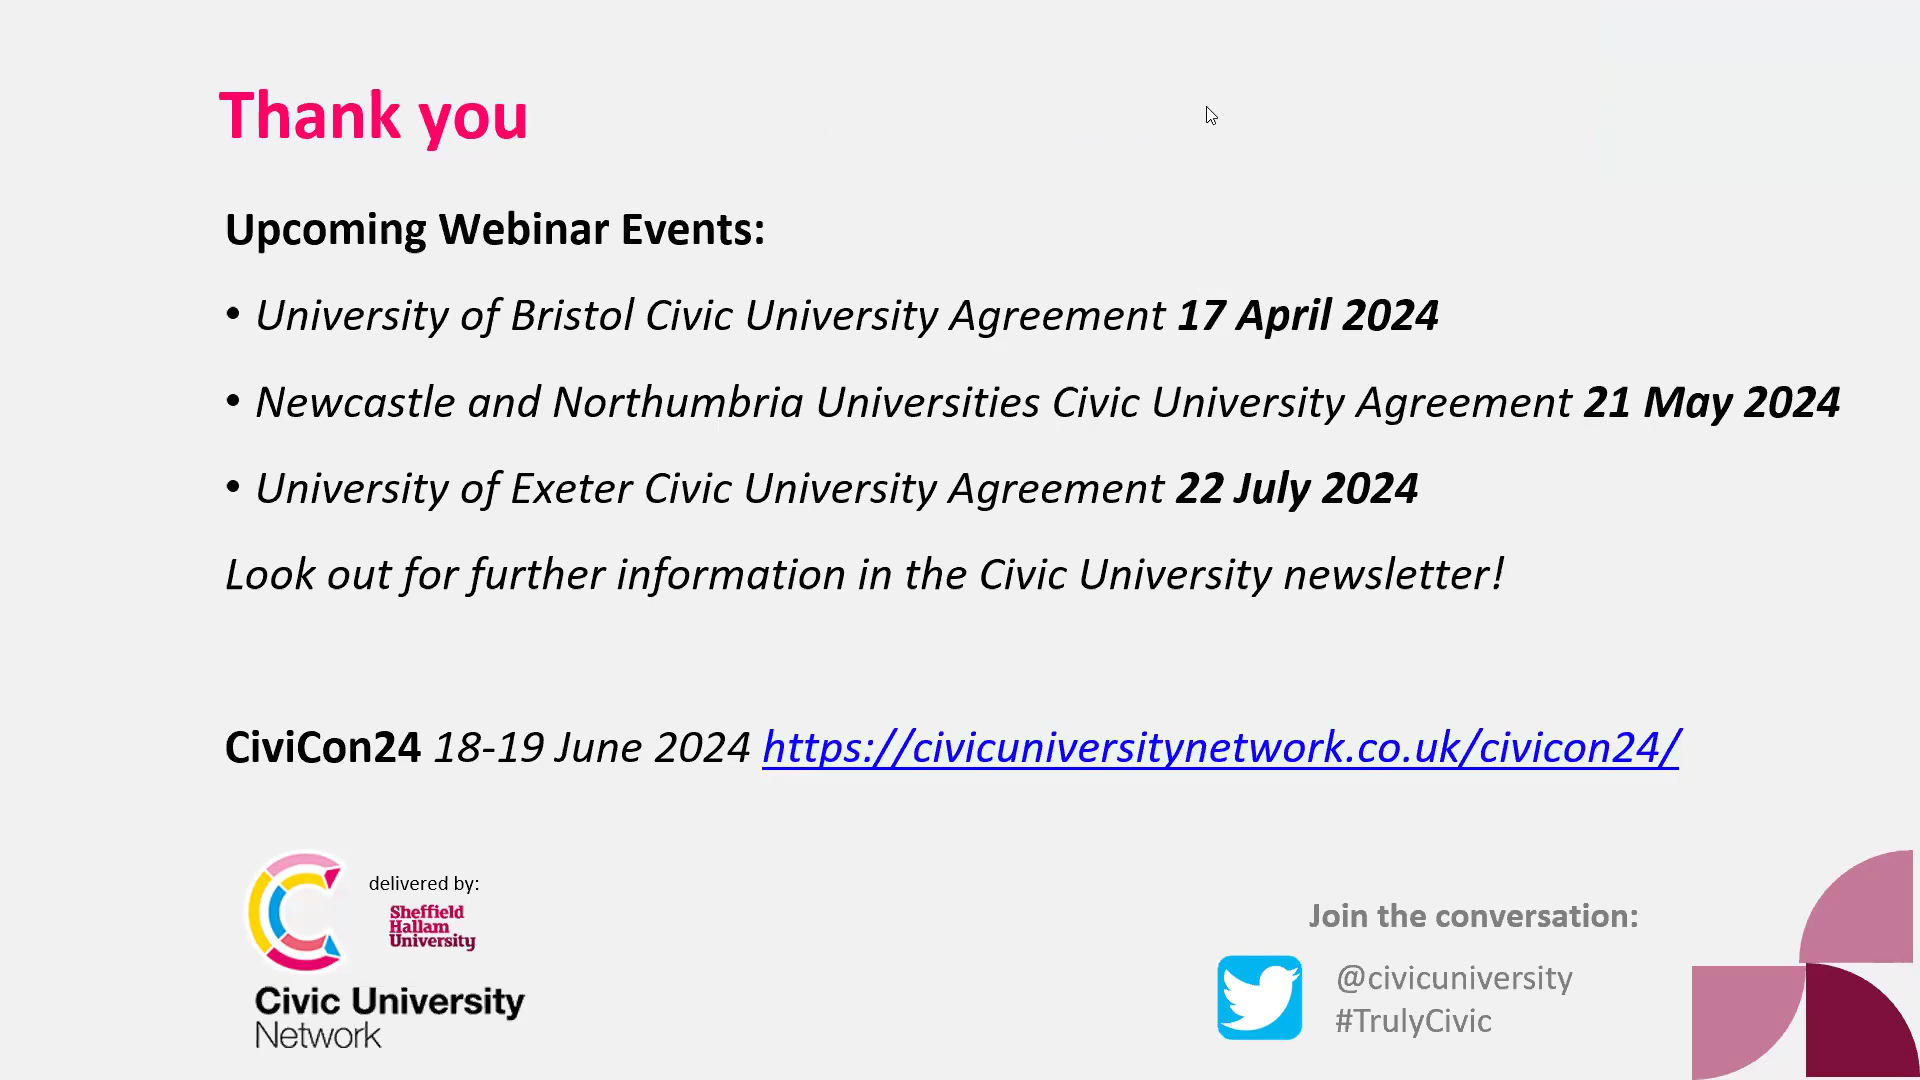 Thank you
Upcoming Webinar Events:
• University of Bristol Civic University Agreement 17 April 2024
• Newcastle and Northumbria Universities Civic University Agreement 21 May 2024
• University of Exeter Civic University Agreement 22 July 2024
Look out for further information in the Civic University newsletter!
CiviCon24 18-19 June 2024 https://civicuniversitynetwork.co.uk/civicon24/
delivered by:
Sheffield
Hallam
University
Civic University
Network
Join the conversation:
@civicuniversity
#TrulyCivic